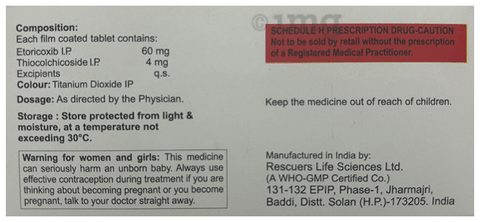 Composition:
Each film coated tablet contains:
Etoricoxib I.P. 60 mg
Thiocolchicoside I.P. 4 mg
Excipients q.s.
Colour: Titanium Dioxide IP
Dosage: As directed by the Physician.
Storage : Store protected from light &
moisture, at a temperature not
exceeding 30°C.
Warning for women and girls: This medicine
can seriously harm an unborn baby. Always use
effective contraception during treatment if you are
thinking about becoming pregnant or you become
pregnant, talk to your doctor straight away.
1mg
SCHEDULE H PRESCRIPTION DRUG-CAUTION
Not to be sold by retail without the prescription
of a Registered Medical Practitioner.
Keep the medicine out of reach of children.
Manufactured in India by:
Rescuers Life Sciences Ltd.
(A WHO-GMP Certified Co.)
131-132 EPIP, Phase-1, Jharmajri,
Baddi, Distt. Solan (H.P.)-173205. India